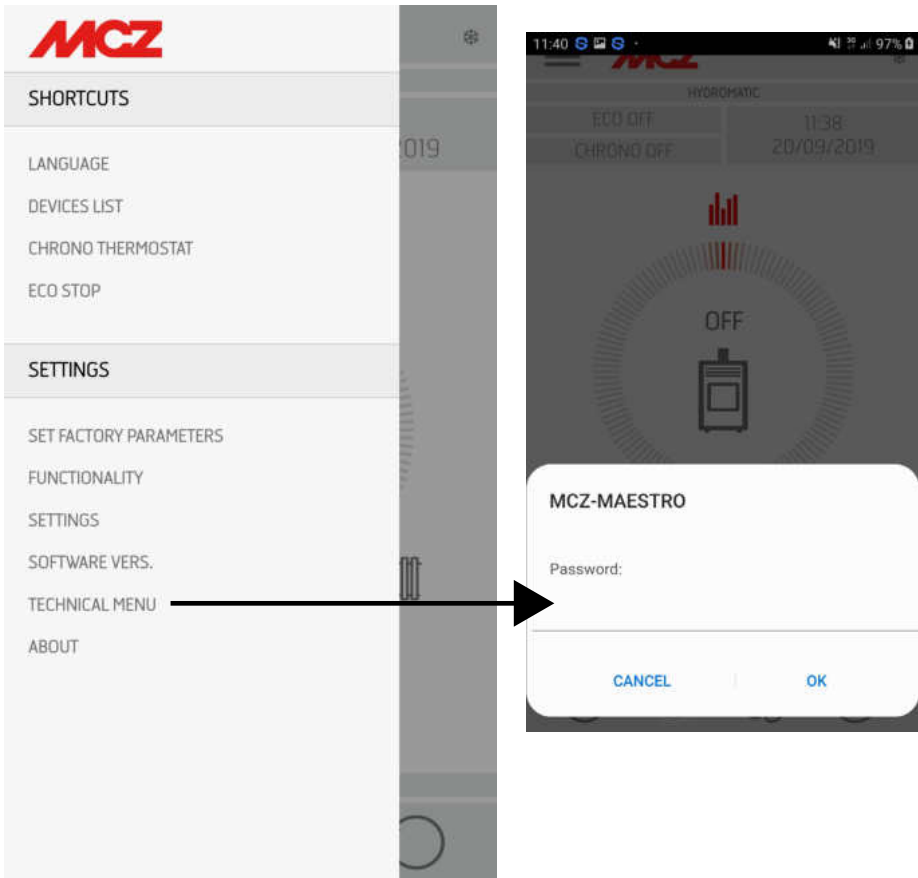 MCZ
SHORTCUTS
LANGUAGE
DEVICES LIST
CHRONO THERMOSTAT
ECO STOP
SETTINGS
SET FACTORY PARAMETERS
FUNCTIONALITY
SETTINGS
SOFTWARE VERS.
TECHNICAL MENU
ABOUT
019
11:40 97%
MCZ
HYDROMATIC
ECO OFF 11:38
CHRONO OFF 20/09/2019
OFF
MCZ-MAESTRO
Password:
CANCEL OK